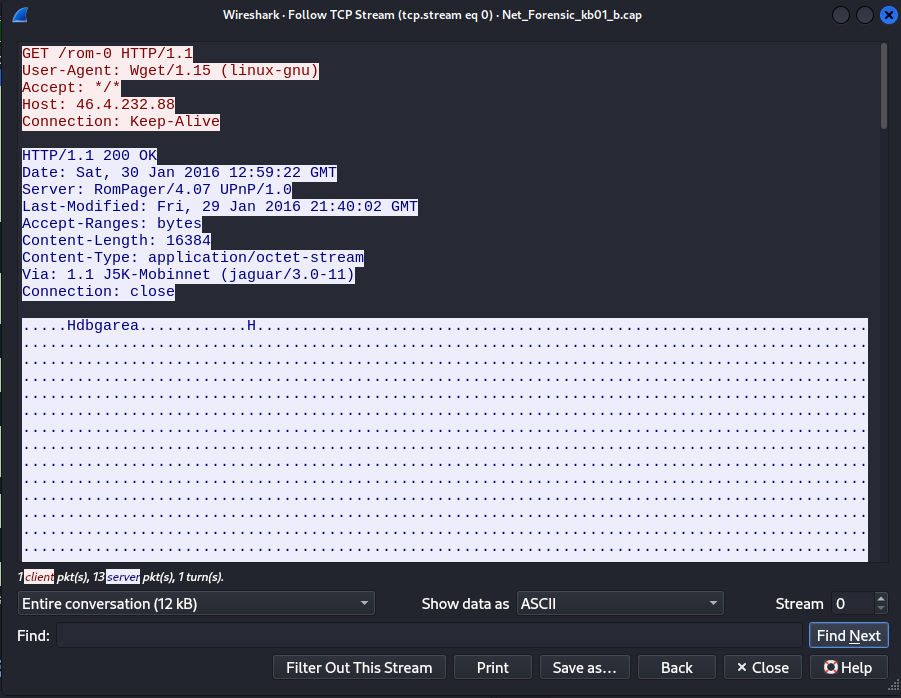 Wireshark · Follow TCP Stream (tcp.stream eq 0) · Net_Forensic_kb01_b.cap
GET /rom-0 HTTP/1.1
User-Agent: Wget/1.15 (linux-gnu)
Accept: */*
Host: 46.4.232.88
Connection: Keep-Alive
HTTP/1.1 200 OK
Date: Sat, 30 Jan 2016 12:59:22 GMT
Server: RomPager/4.07 UPnP/1.0
Last-Modified: Fri, 29 Jan 2016 21:40:02 GMT
Accept-Ranges: bytes
Content-Length: 16384
Content-Type: application/octet-stream
Via: 1.1 J5K-Mobinnet (jaguar/3.0-11)
Connection: close
.....Hdbgarea............H....................................................................
..............................................................................................
..............................................................................................
..............................................................................................
..............................................................................................
..............................................................................................
..............................................................................................
..............................................................................................
..............................................................................................
..............................................................................................
..............................................................................................
..............................................................................................
..............................................................................................
..............................................................................................
1 client pkt(s), 13 server pkt(s), 1 turn(s).
Entire conversation (12 kB) Show data as ASCII Stream 0
Find: Find Next
Filter Out This Stream Print Save as… Back × Close Help